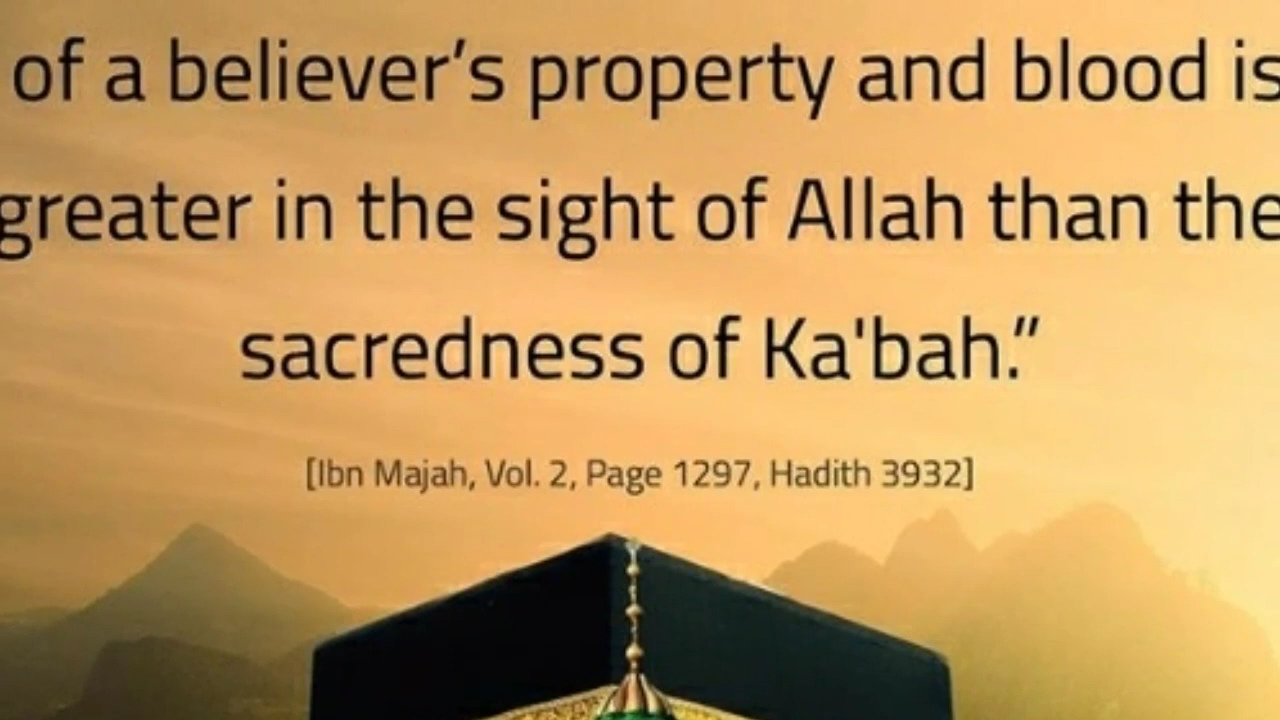 of a believer’s property and blood is
greater in the sight of Allah than the
sacredness of Ka'bah.”
[Ibn Majah, Vol. 2, Page 1297, Hadith 3932]